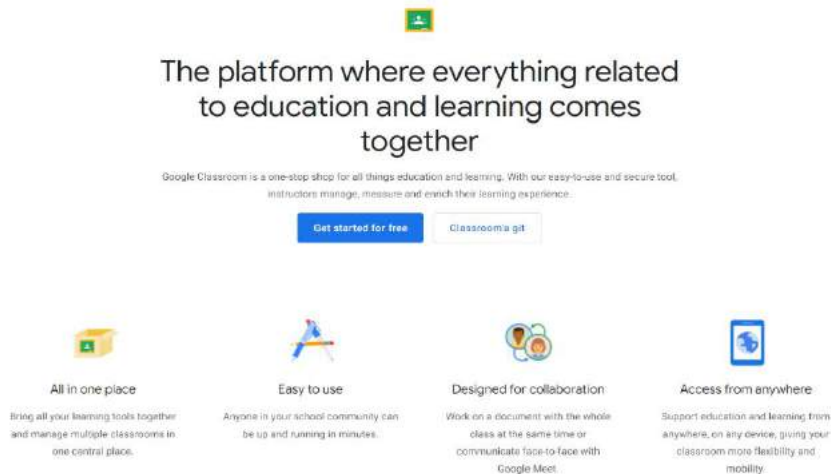 The platform where everything related
to education and learning comes
together
Google Classroom is a one-stop shop for all things education and learning. With our easy-to-use and secure tool,
instructors manage, measure and enrich their learning experience.
Get started for free
Classroom'a git
All in one place
Bring all your learning tools together
and manage multiple classrooms in
one central place.
Easy to use
Anyone in your school community can
be up and running in minutes.
Designed for collaboration
Work on a document with the whole
class at the same time or
communicate face-to-face with
Google Meet.
Access from anywhere
Support education and learning from
anywhere, on any device, giving your
classroom more flexibility and
mobility.